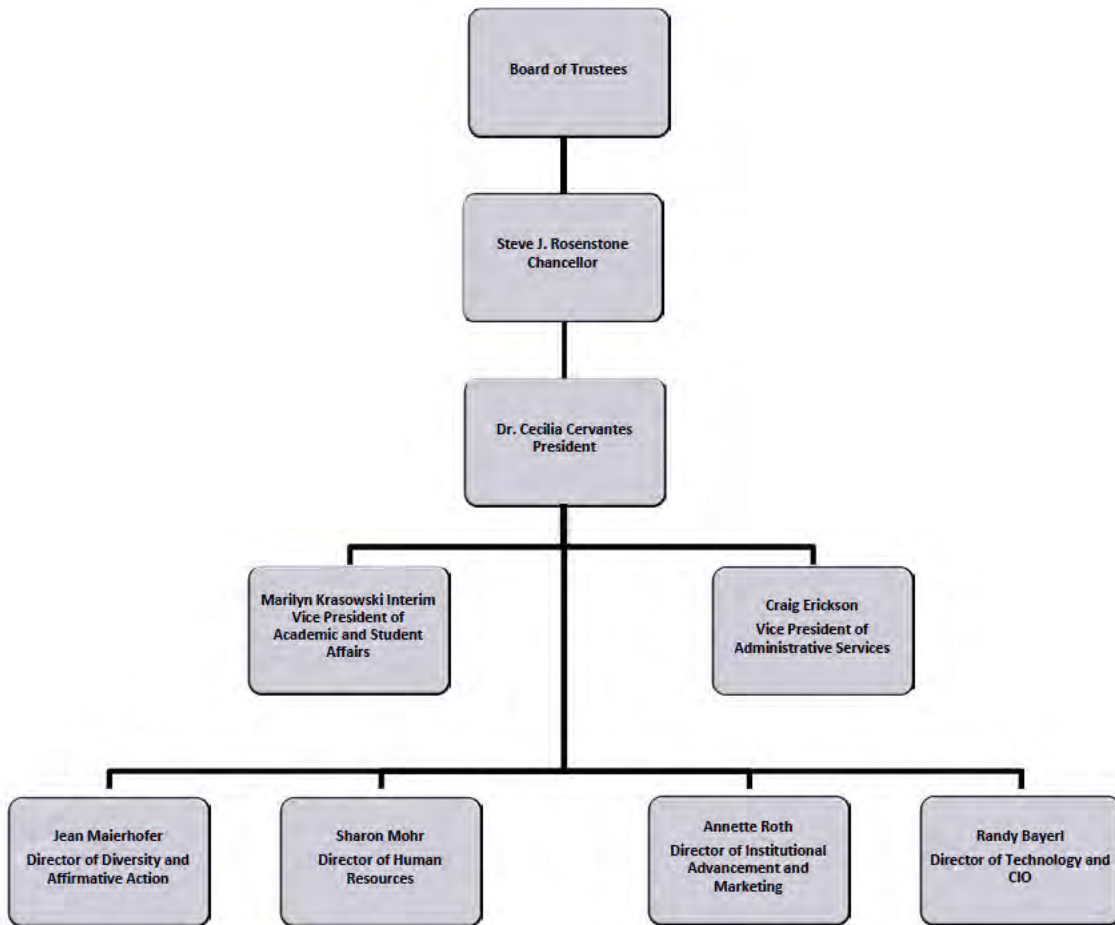 Board of Trustees
Steve J. Rosenstone
Chancellor
Dr. Cecilia Cervantes
President
Marilyn Krasowski Interim
Vice President of
Academic and Student
Affairs
Craig Erickson
Vice President of
Administrative Services
Jean Maierhofer
Director of Diversity and
Affirmative Action
Sharon Mohr
Director of Human
Resources
Annette Roth
Director of Institutional
Advancement and
Marketing
Randy Bayerl
Director of Technology and
CIO